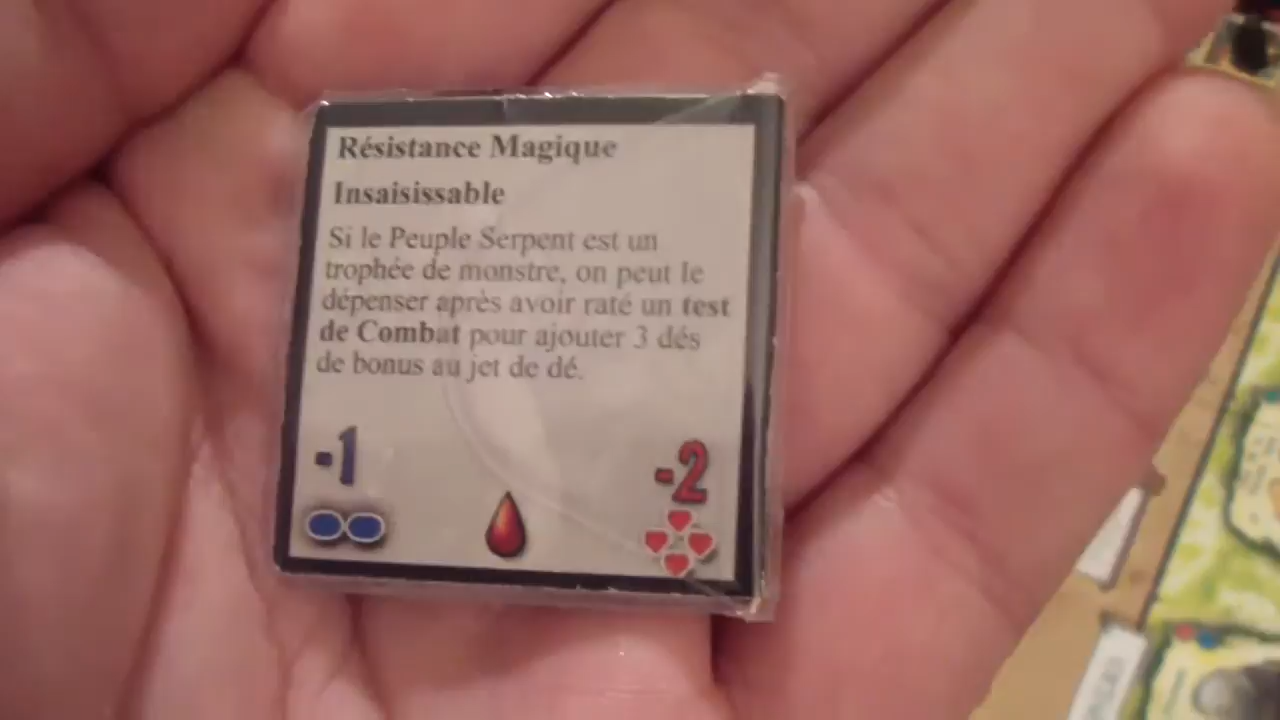 Résistance Magique
Insaisissable
Si le Peuple Serpent est un
trophée de monstre, on peut le
dépenser après avoir raté un test
de Combat pour ajouter 3 dés
de bonus au jet de dé.
-1
-2